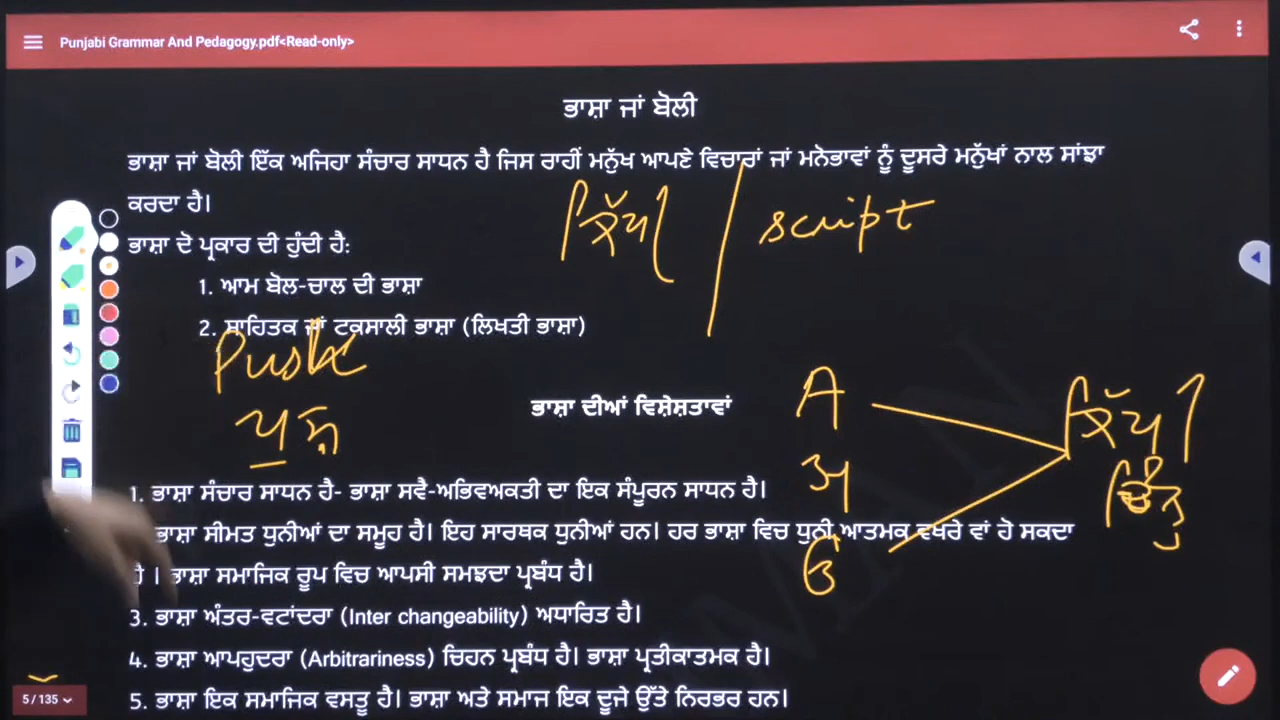 Punjabi Grammar And Pedagogy.pdf<Read-only>
ਭਾਸ਼ਾ ਜਾਂ ਬੋਲੀ
ਭਾਸ਼ਾ ਜਾਂ ਬੋਲੀ ਇੱਕ ਅਜਿਹਾ ਸੰਚਾਰ ਸਾਧਨ ਹੈ ਜਿਸ ਰਾਹੀਂ ਮਨੁੱਖ ਆਪਣੇ ਵਿਚਾਰਾਂ ਜਾਂ ਮਨੋਭਾਵਾਂ ਨੂੰ ਦੂਸਰੇ ਮਨੁੱਖਾਂ ਨਾਲ ਸਾਂਝਾ
ਕਰਦਾ ਹੈ।
script
ਭਾਸ਼ਾ ਦੋ ਪ੍ਰਕਾਰ ਦੀ ਹੁੰਦੀ ਹੈ:
1. ਆਮ ਬੋਲ-ਚਾਲ ਦੀ ਭਾਸ਼ਾ
2. ਸਾਹਿਤਕ ਜਾਂ ਟਕਸਾਲੀ ਭਾਸ਼ਾ (ਲਿਖਤੀ ਭਾਸ਼ਾ)
A
ਭਾਸ਼ਾ ਦੀਆਂ ਵਿਸ਼ੇਸ਼ਤਾਵਾਂ
अ
1. ਭਾਸ਼ਾ ਸੰਚਾਰ ਸਾਧਨ ਹੈ- ਭਾਸ਼ਾ ਸਵੈ-ਅਭਿਵਅਕਤੀ ਦਾ ਇਕ ਸੰਪੂਰਨ ਸਾਧਨ ਹੈ।
ਭਾਸ਼ਾ ਸੀਮਤ ਧੁਨੀਆਂ ਦਾ ਸਮੂਹ ਹੈ। ਇਹ ਸਾਰਥਕ ਧੁਨੀਆਂ ਹਨ। ਹਰ ਭਾਸ਼ਾ ਵਿਚ ਧੁਨੀ ਆਤਮਕ ਵਖਰੇ ਵਾਂ ਹੋ ਸਕਦਾ
ਹੈ । ਭਾਸ਼ਾ ਸਮਾਜਿਕ ਰੂਪ ਵਿਚ ਆਪਸੀ ਸਮਝਦਾ ਪ੍ਰਬੰਧ ਹੈ।
ੳ
3. ਭਾਸ਼ਾ ਅੰਤਰ-ਵਟਾਂਦਰਾ (Inter changeability) ਅਧਾਰਿਤ ਹੈ।
4. ਭਾਸ਼ਾ ਆਪਹੁਦਰਾ (Arbitrariness) ਚਿਹਨ ਪ੍ਰਬੰਧ ਹੈ। ਭਾਸ਼ਾ ਪ੍ਰਤੀਕਾਤਮਕ ਹੈ।
5. ਭਾਸ਼ਾ ਇਕ ਸਮਾਜਿਕ ਵਸਤੂ ਹੈ। ਭਾਸ਼ਾ ਅਤੇ ਸਮਾਜ ਇਕ ਦੂਜੇ ਉੱਤੇ ਨਿਰਭਰ ਹਨ।
5 / 135